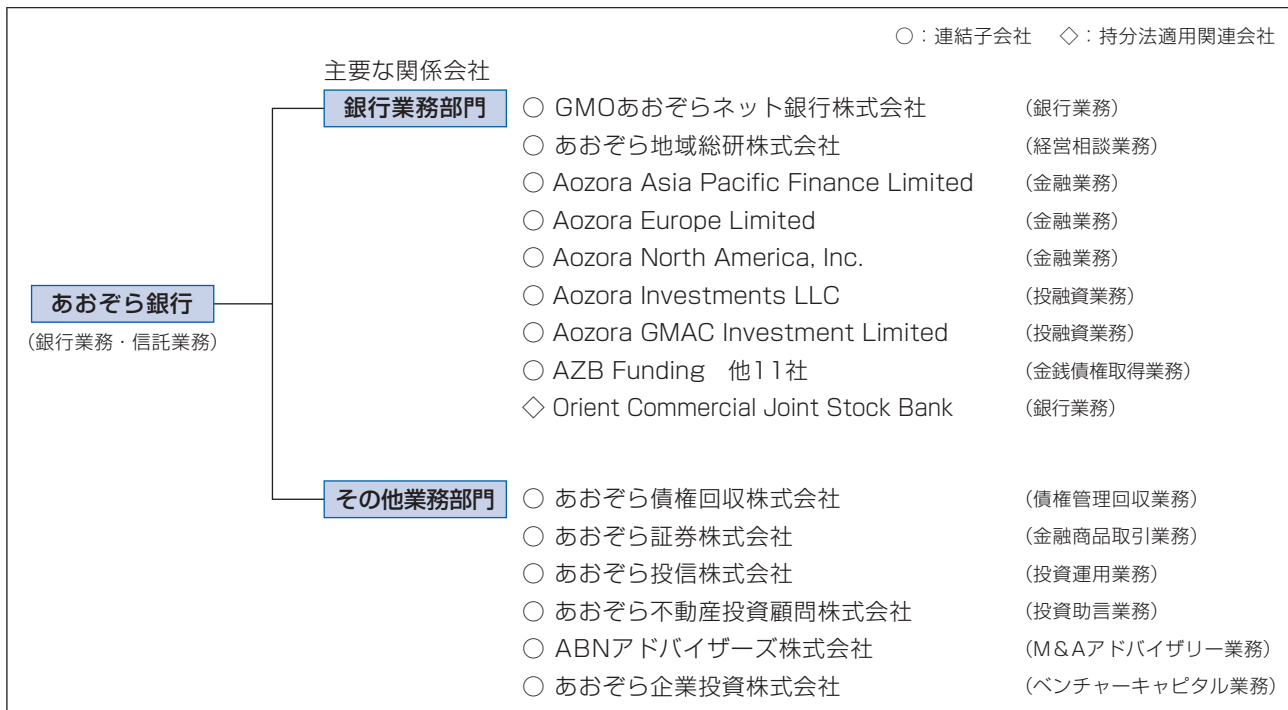 ○：連結子会社　◇：持分法適用関連会社
主要な関係会社
銀行業務部門
○ GMOあおぞらネット銀行株式会社 （銀行業務）
○ あおぞら地域総研株式会社 （経営相談業務）
○ Aozora Asia Pacific Finance Limited （金融業務）
○ Aozora Europe Limited （金融業務）
○ Aozora North America, Inc. （金融業務）
○ Aozora Investments LLC （投融資業務）
○ Aozora GMAC Investment Limited （投融資業務）
○ AZB Funding　他11社 （金銭債権取得業務）
◇ Orient Commercial Joint Stock Bank （銀行業務）
あおぞら銀行
（銀行業務・信託業務）
その他業務部門
○ あおぞら債権回収株式会社 （債権管理回収業務）
○ あおぞら証券株式会社 （金融商品取引業務）
○ あおぞら投信株式会社 （投資運用業務）
○ あおぞら不動産投資顧問株式会社 （投資助言業務）
○ ABNアドバイザーズ株式会社 （M＆Aアドバイザリー業務）
○ あおぞら企業投資株式会社 （ベンチャーキャピタル業務）